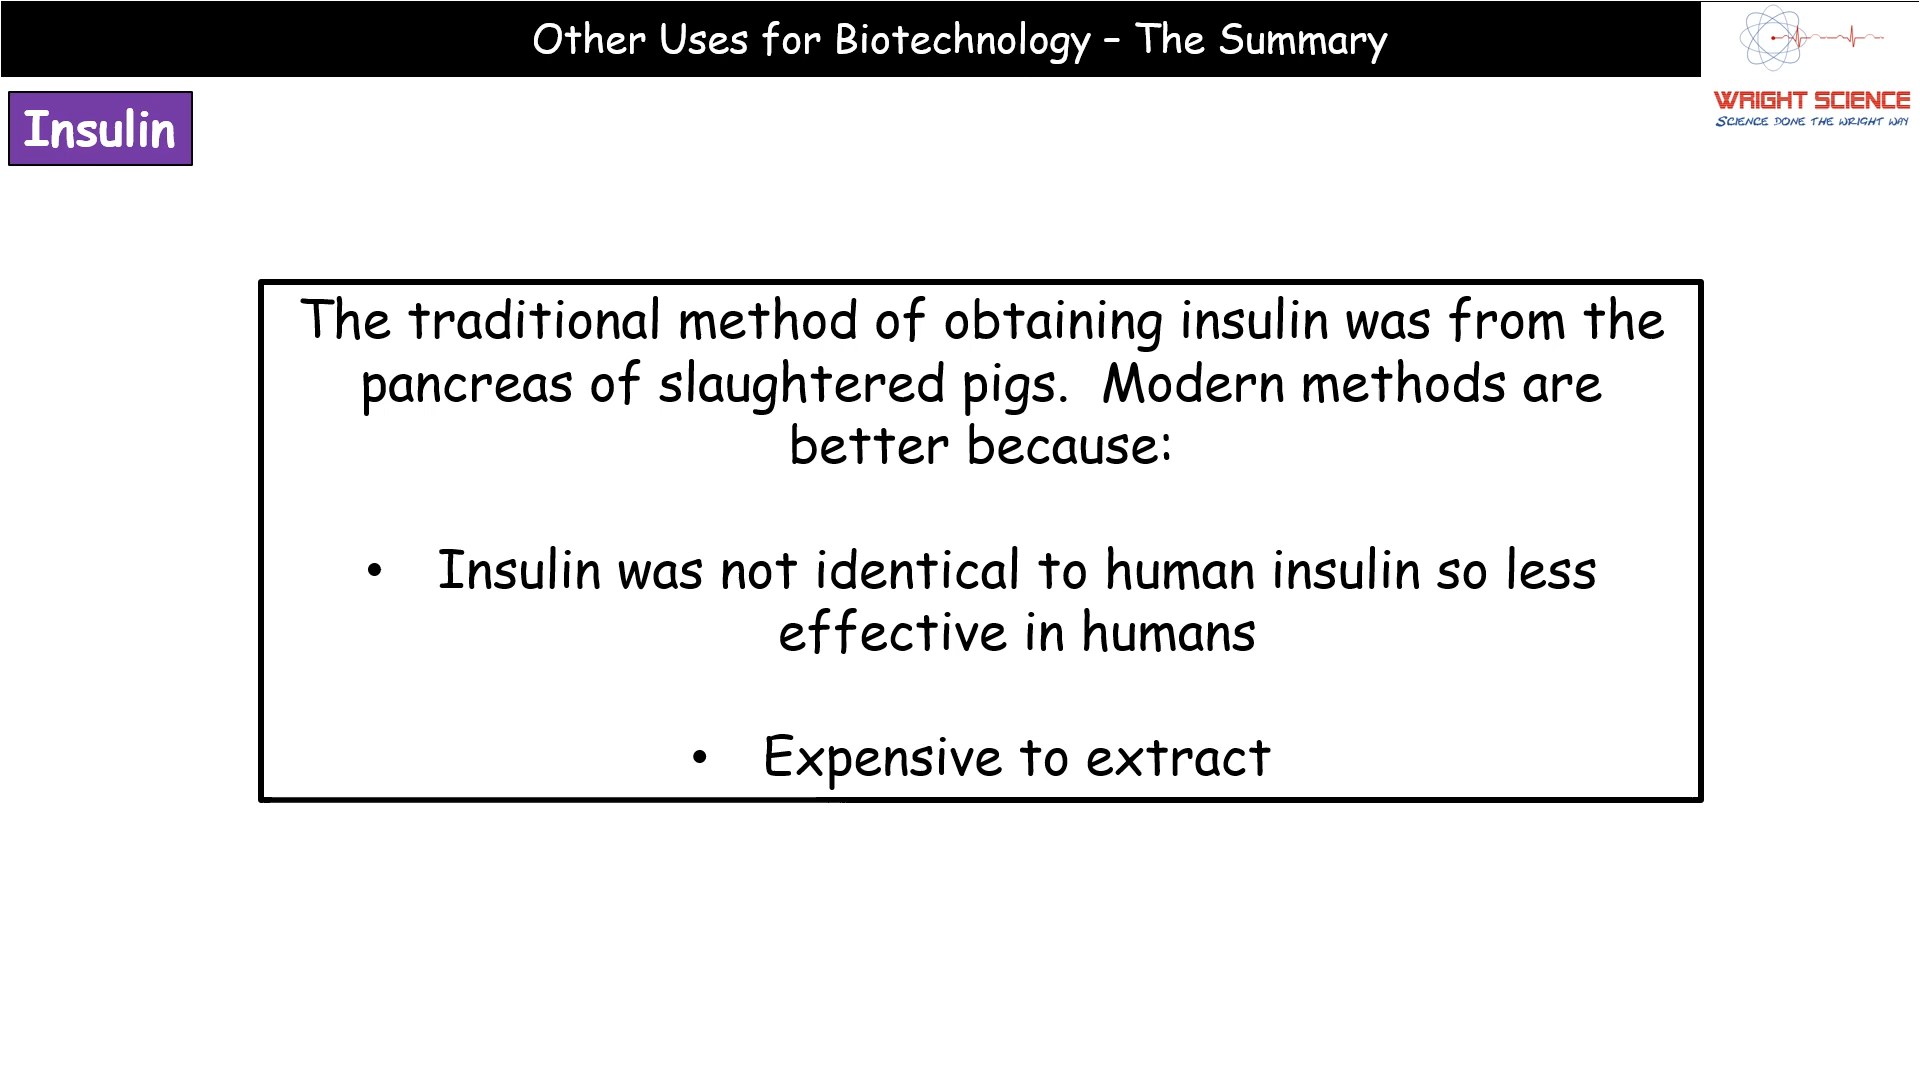 Other Uses for Biotechnology – The Summary
WRIGHT SCIENCE
SCIENCE DONE THE WRIGHT WAY
Insulin
The traditional method of obtaining insulin was from the
pancreas of slaughtered pigs.  Modern methods are
better because:
• Insulin was not identical to human insulin so less
effective in humans
• Expensive to extract